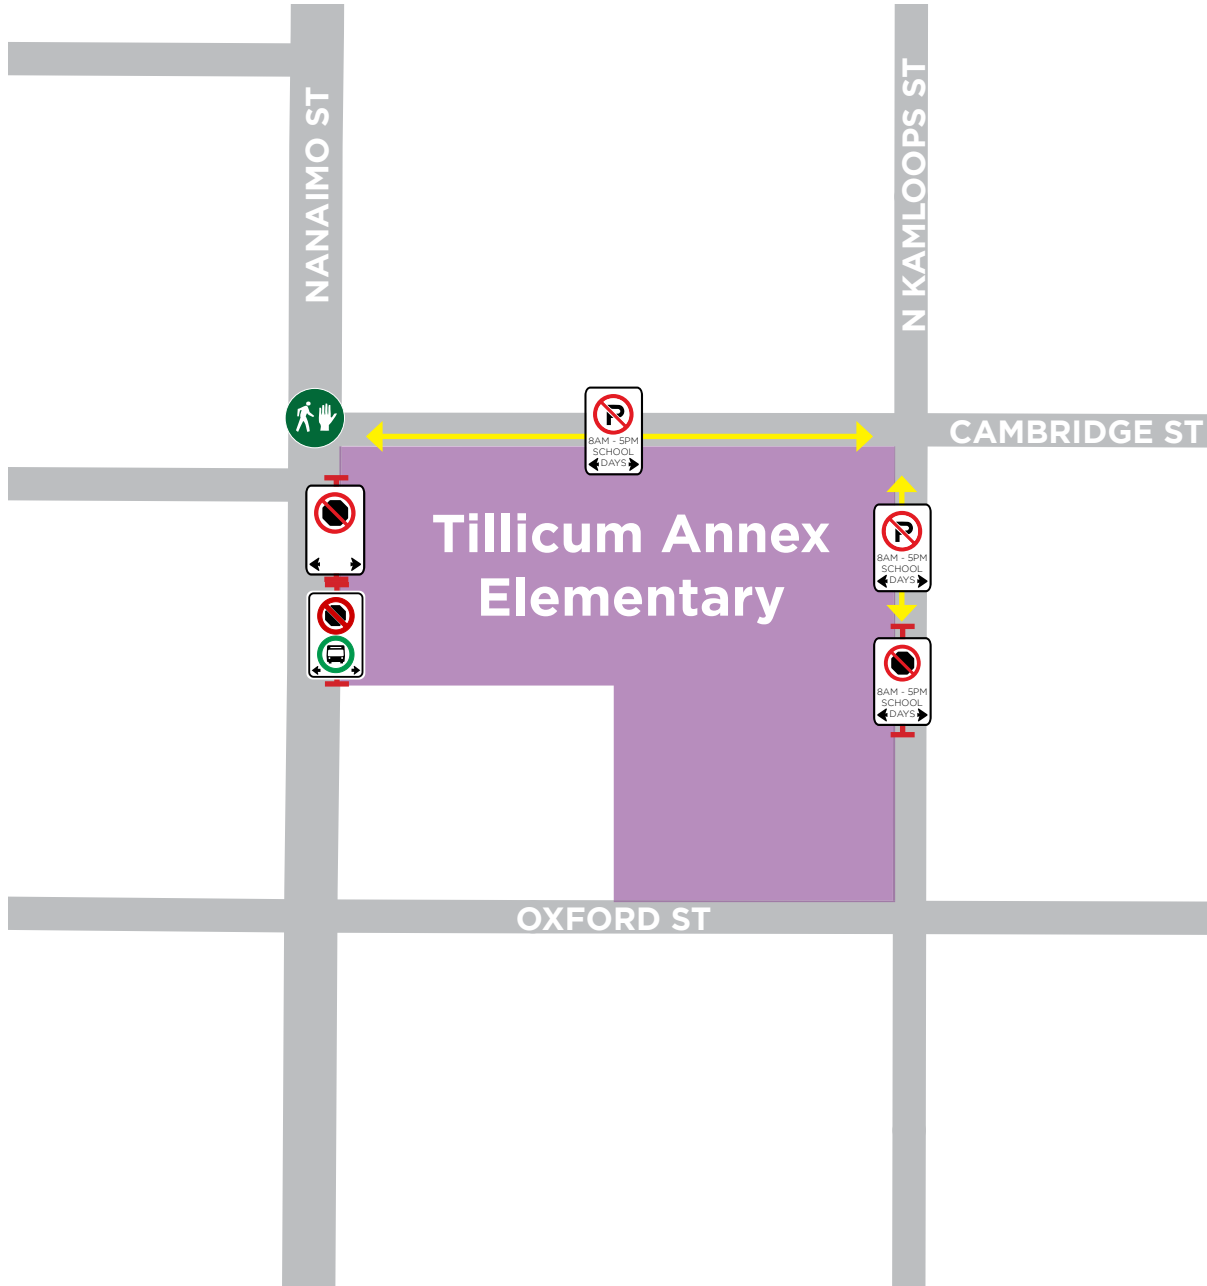 NANAIMO ST
N KAMLOOPS ST
P
8AM - 5PM
SCHOOL
DAYS
CAMBRIDGE ST
Tillicum Annex
Elementary
P
8AM - 5PM
SCHOOL
DAYS
8AM - 5PM
SCHOOL
DAYS
OXFORD ST